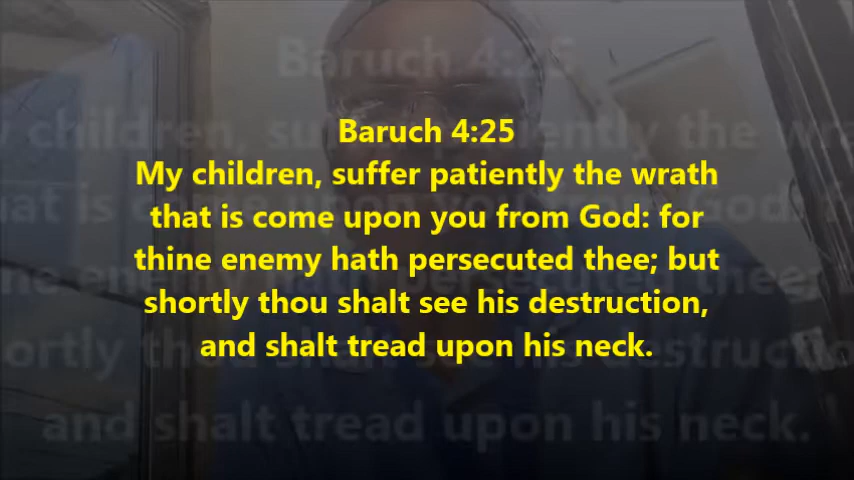 Baruch 4:25
My children, suffer patiently the wrath
that is come upon you from God: for
thine enemy hath persecuted thee; but
shortly thou shalt see his destruction,
and shalt tread upon his neck.